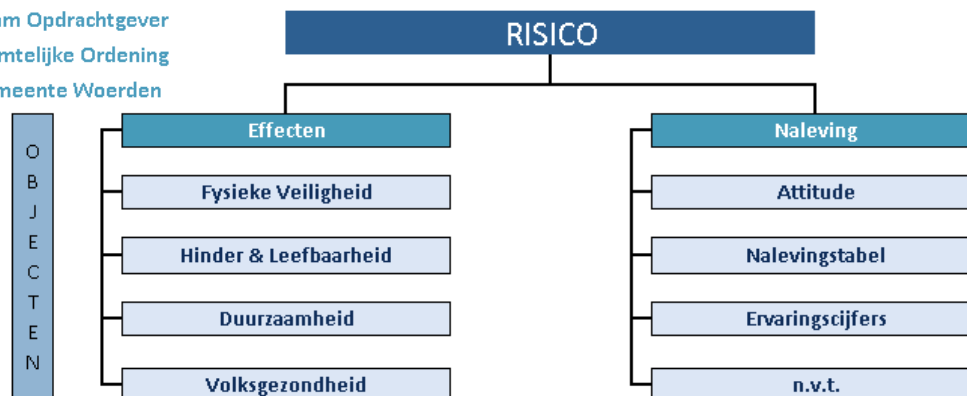 am Opdrachtgever
mtelijke Ordening
meente Woerden
RISICO
OBJECTEN
Effecten
Fysieke Veiligheid
Hinder & Leefbaarheid
Duurzaamheid
Volksgezondheid
Naleving
Attitude
Nalevingstabel
Ervaringscijfers
n.v.t.